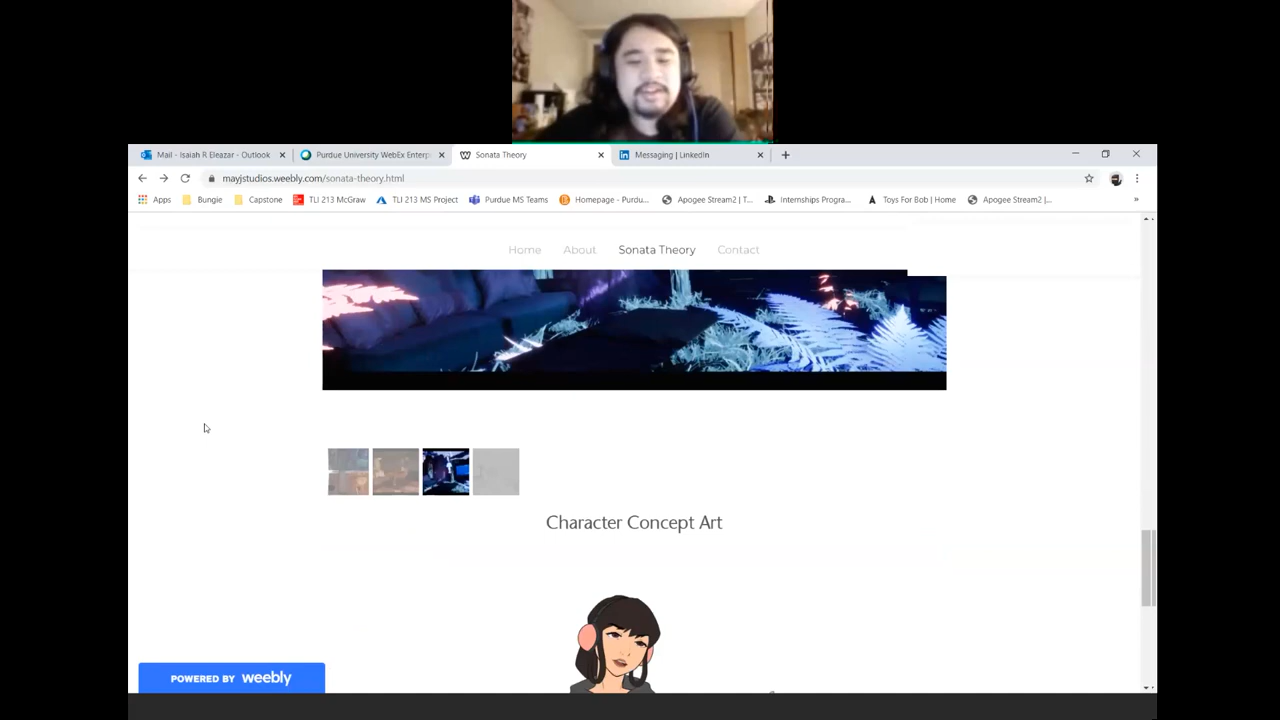 Mail - Isaiah R Eleazar - Outlook
Purdue University WebEx Enterp
Sonata Theory
Messaging | LinkedIn
mayjstudios.weebly.com/sonata-theory.html
Apps
Bungie
Capstone
TLI 213 McGraw
TLI 213 MS Project
Purdue MS Teams
Homepage - Purdu...
Apogee Stream2 | T...
Internships Progra...
Toys For Bob | Home
Apogee Stream2 |...
»
Home
About
Sonata Theory
Contact
Character Concept Art
POWERED BY weebly